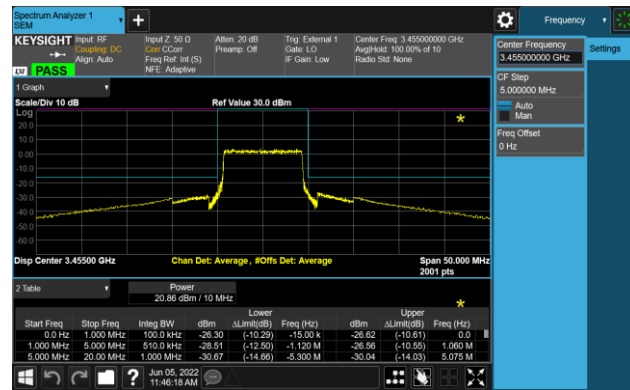 Spectrum Analyzer 1
SEM
Frequency
KEYSIGHT
Input: RF
Coupling: DC
Align: Auto
Input Z: 50 Ω
Corr CCorr
Freq Ref: Int (S)
NFE: Adaptive
Atten: 20 dB
Preamp: Off
Trig: External 1
Gate: LO
IF Gain: Low
Center Freq: 3.455000000 GHz
Avg|Hold: 100.00% of 10
Radio Std: None
LXI PASS
Center Frequency
3.455000000 GHz
Settings
CF Step
5.000000 MHz
Auto
Man
Freq Offset
0 Hz
1 Graph
Scale/Div 10 dB
Ref Value 30.0 dBm
Log
20.0
10.0
0.00
-10.0
-20.0
-30.0
-40.0
-50.0
-60.0
Disp Center 3.45500 GHz
Chan Det: Average, #Offs Det: Average
Span 50.000 MHz
2001 pts
2 Table
Power
20.86 dBm / 10 MHz
Lower Upper
Start Freq Stop Freq Integ BW dBm ΔLimit(dB) Freq (Hz) dBm ΔLimit(dB) Freq (Hz)
0.0 Hz 1.000 MHz 100.0 kHz -26.30 (-10.29) -15.00 k -26.62 (-10.61) 0.0
1.000 MHz 5.000 MHz 510.0 kHz -28.51 (-12.50) -1.120 M -26.56 (-10.55) 1.060 M
5.000 MHz 20.00 MHz 1.000 MHz -30.67 (-14.66) -5.300 M -30.04 (-14.03) 5.075 M
? Jun 05, 2022
11:46:18 AM